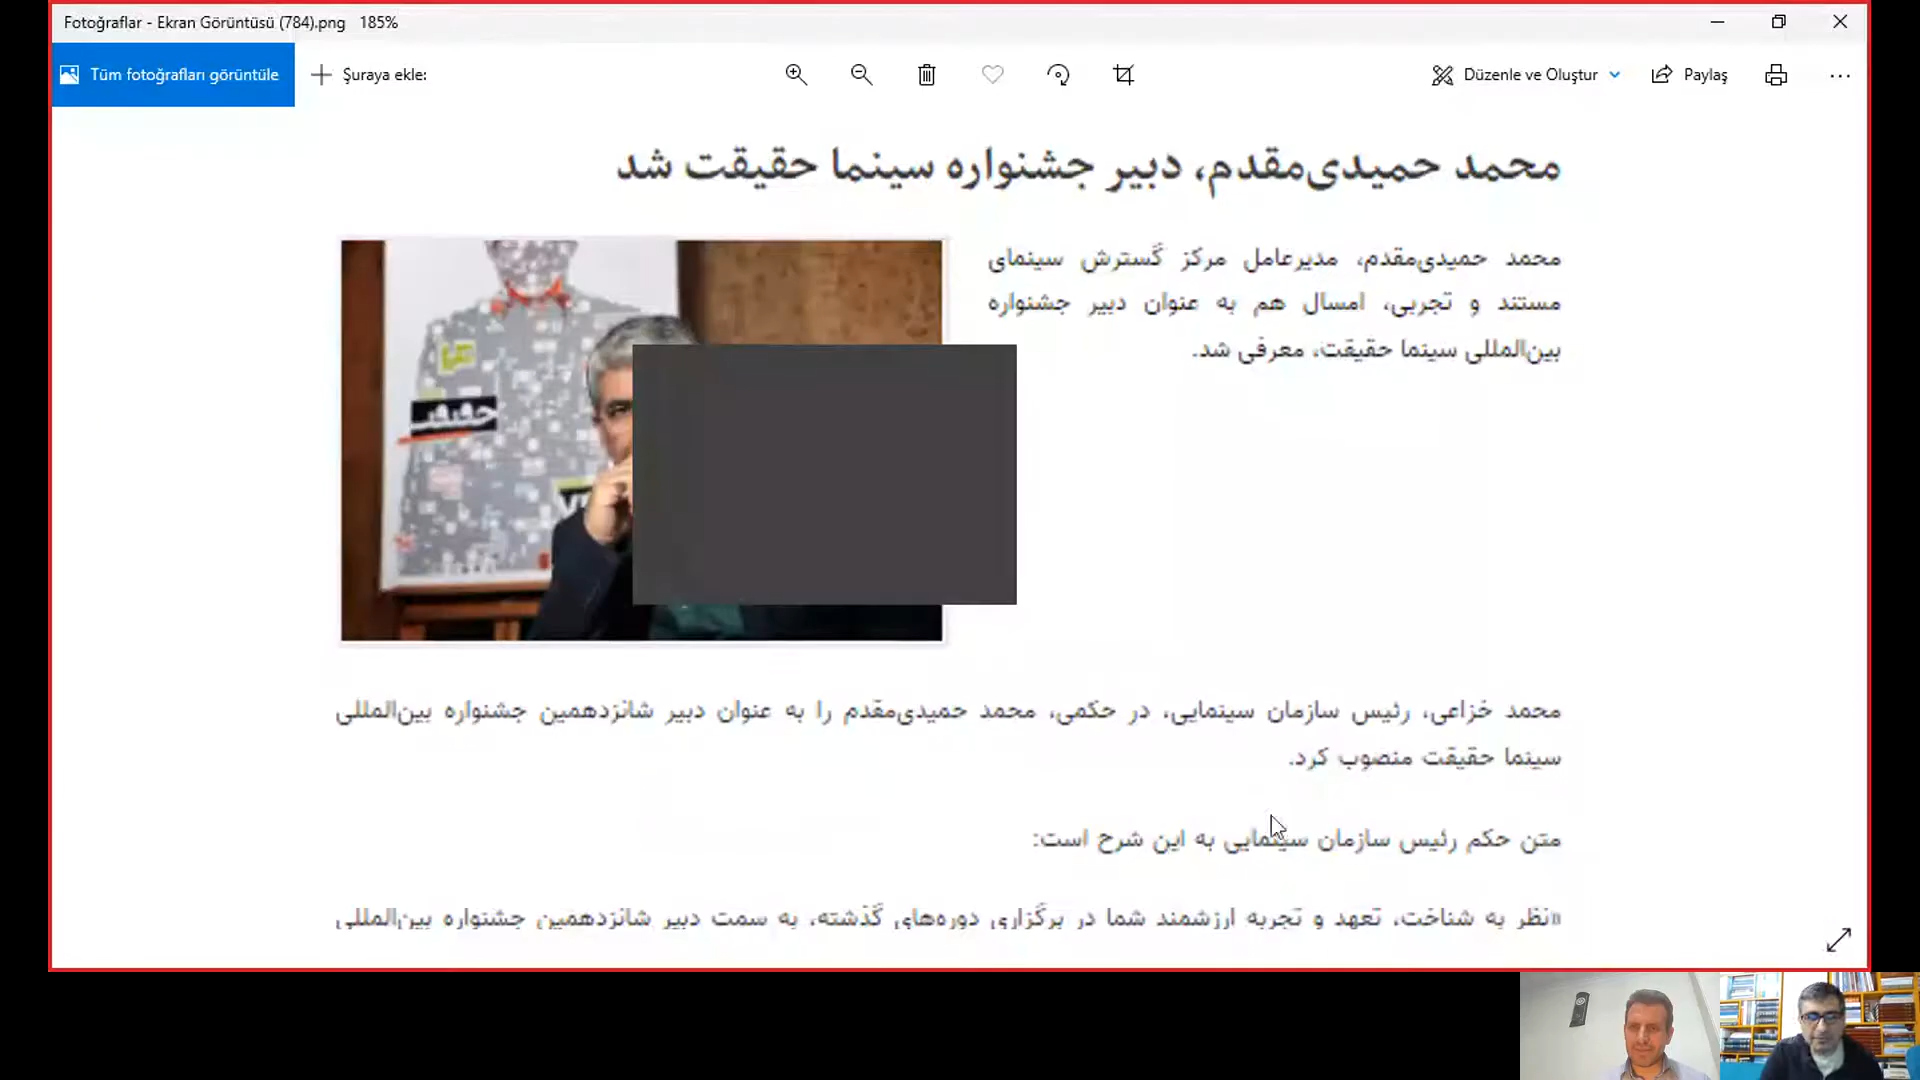 Fotoğraflar - Ekran Görüntüsü (784).png 185%
Tüm fotoğrafları görüntüle
Şuraya ekle:
Düzenle ve Oluştur
Paylaş
محمد حمیدی‌مقدم، دبیر جشنواره سینما حقیقت شد
محمد حمیدی‌مقدم، مدیرعامل مرکز گسترش سینمای
مستند و تجربی، امسال هم به عنوان دبیر جشنواره
بین‌المللی سینما حقیقت، معرفی شد.
محمد خزاعی، رئیس سازمان سینمایی، در حکمی، محمد حمیدی‌مقدم را به عنوان دبیر شانزدهمین جشنواره بین‌المللی
سینما حقیقت منصوب کرد.
متن حکم رئیس سازمان سینمایی به این شرح است:
«نظر به شناخت، تعهد و تجربه ارزشمند شما در برگزاری دوره‌های گذشته، به سمت دبیر شانزدهمین جشنواره بین‌المللی